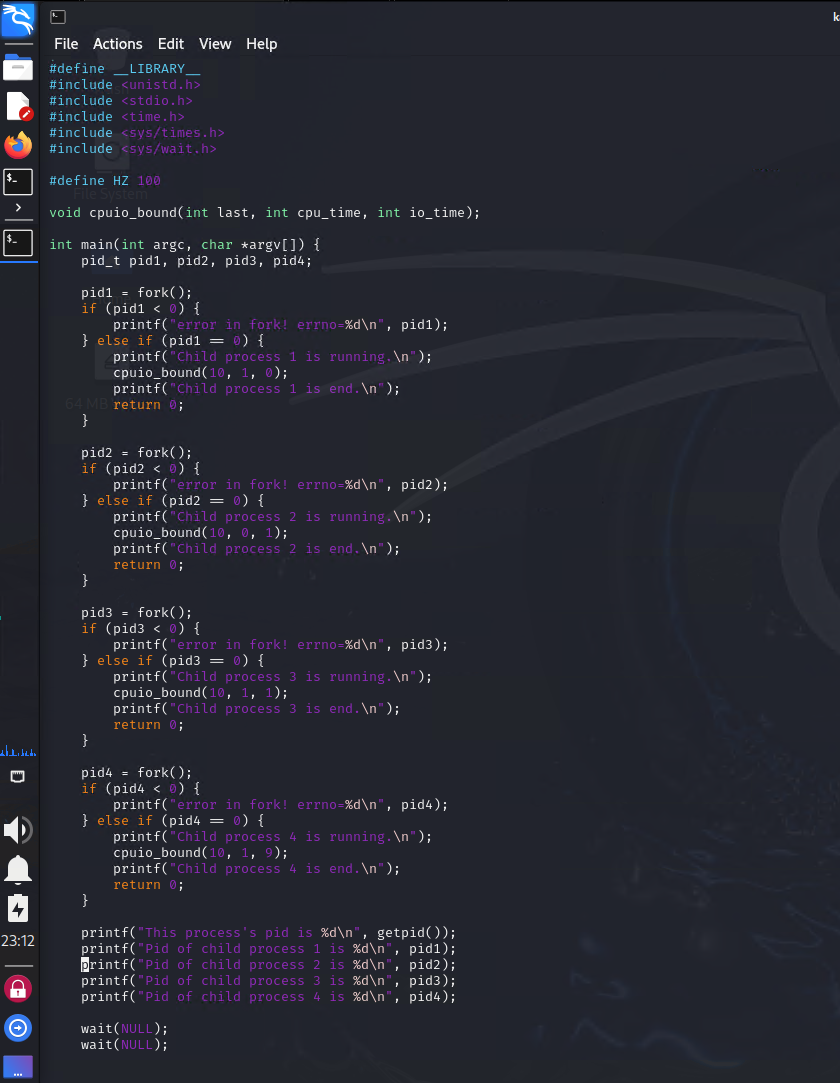 File Actions Edit View Help
#define __LIBRARY__
#include <unistd.h>
#include <stdio.h>
#include <time.h>
#include <sys/times.h>
#include <sys/wait.h>
#define HZ 100
File System
void cpuio_bound(int last, int cpu_time, int io_time);
int main(int argc, char *argv[]) {
    pid_t pid1, pid2, pid3, pid4;
    pid1 = fork();
    if (pid1 < 0) {
        printf("error in fork! errno=%d\n", pid1);
    } else if (pid1 == 0) {
        printf("Child process 1 is running.\n");
        cpuio_bound(10, 1, 0);
        printf("Child process 1 is end.\n");
        return 0;
    }
64 MB
    pid2 = fork();
    if (pid2 < 0) {
        printf("error in fork! errno=%d\n", pid2);
    } else if (pid2 == 0) {
        printf("Child process 2 is running.\n");
        cpuio_bound(10, 0, 1);
        printf("Child process 2 is end.\n");
        return 0;
    }
    pid3 = fork();
    if (pid3 < 0) {
        printf("error in fork! errno=%d\n", pid3);
    } else if (pid3 == 0) {
        printf("Child process 3 is running.\n");
        cpuio_bound(10, 1, 1);
        printf("Child process 3 is end.\n");
        return 0;
    }
    pid4 = fork();
    if (pid4 < 0) {
        printf("error in fork! errno=%d\n", pid4);
    } else if (pid4 == 0) {
        printf("Child process 4 is running.\n");
        cpuio_bound(10, 1, 9);
        printf("Child process 4 is end.\n");
        return 0;
    }
    printf("This process's pid is %d\n", getpid());
    printf("Pid of child process 1 is %d\n", pid1);
    printf("Pid of child process 2 is %d\n", pid2);
    printf("Pid of child process 3 is %d\n", pid3);
    printf("Pid of child process 4 is %d\n", pid4);
    wait(NULL);
    wait(NULL);
23:12